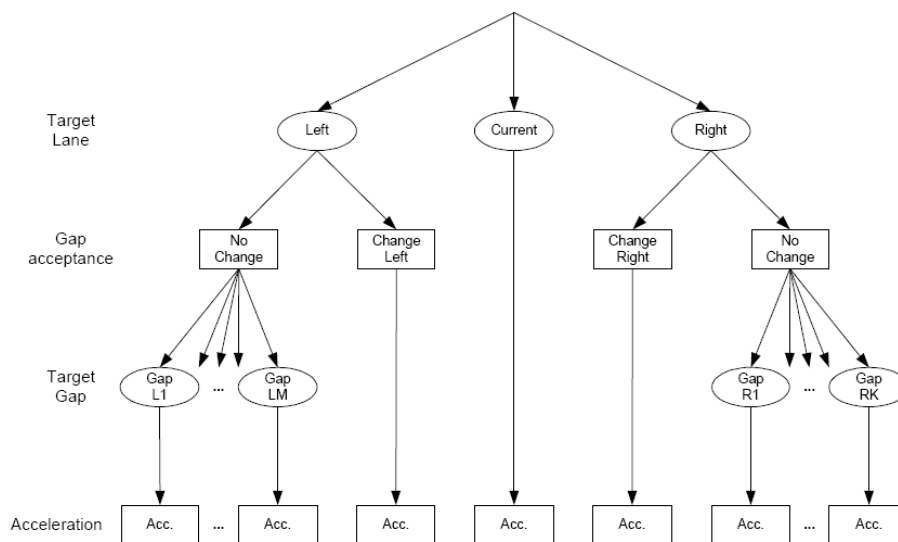 Target
Lane
Left
Current
Right
Gap
acceptance
No
Change
Change
Left
Change
Right
No
Change
Target
Gap
Gap
L1
...
Gap
LM
Gap
R1
...
Gap
RK
Acceleration
Acc.
...
Acc.
Acc.
Acc.
Acc.
Acc.
...
Acc.